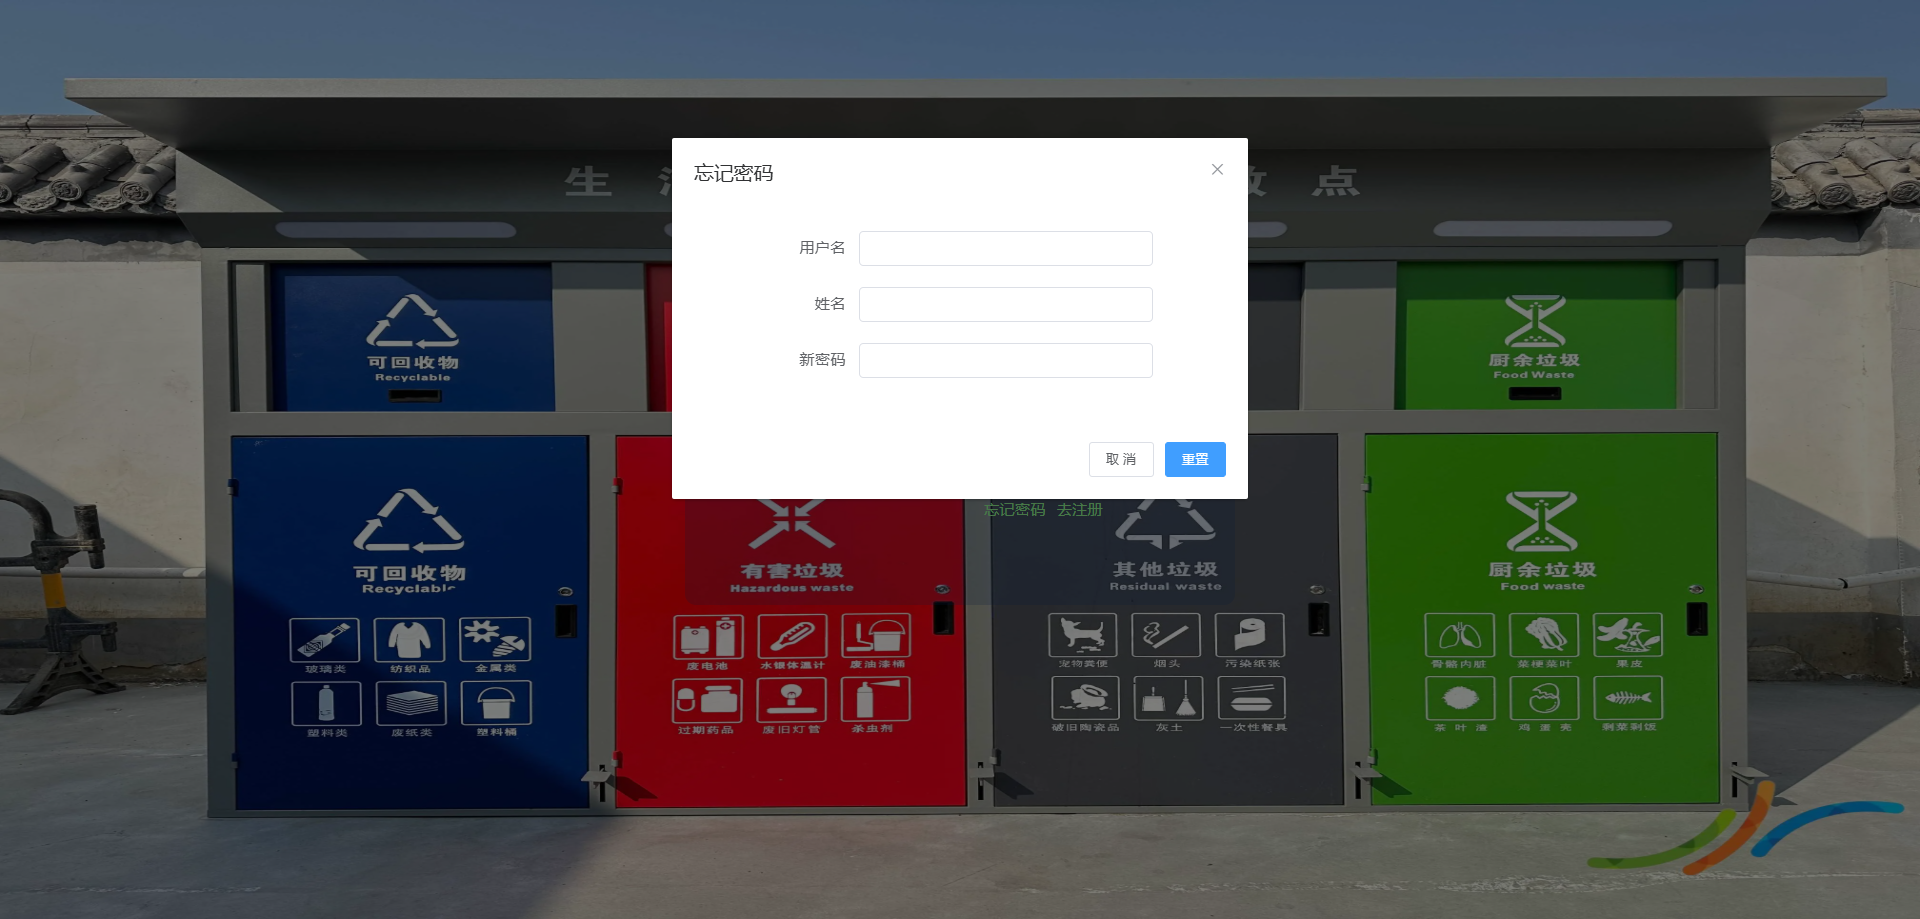 忘记密码
生 点
用户名
姓名
新密码
取 消 重置
忘记密码 去注册
可回收物
Recyclable
厨余垃圾
Food Waste
可回收物
Recyclable
玻璃类 纺织品 金属类
塑料类 废纸类 塑料桶
有害垃圾
Hazardous waste
废电池 水银体温计 废油漆桶
过期药品 废旧灯管 杀虫剂
其他垃圾
Residual waste
宠物粪便 烟头 污染纸张
破旧陶瓷品 灰土 一次性餐具
厨余垃圾
Food waste
骨骼内脏 菜梗菜叶 果皮
茶叶渣 鸡蛋壳 剩菜剩饭